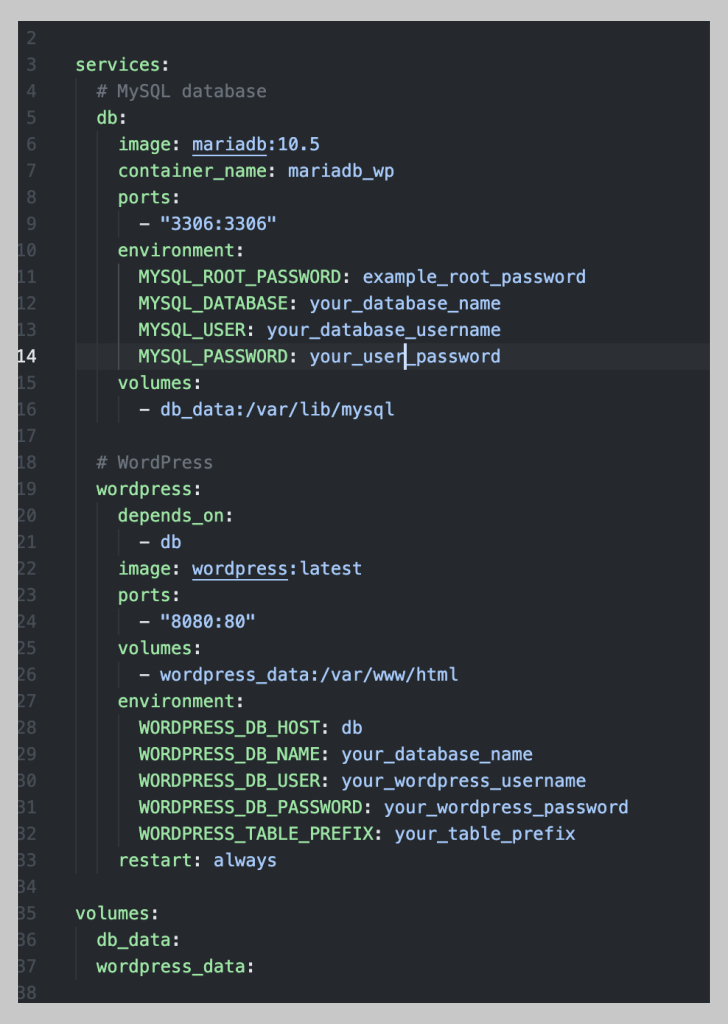 2
3 services:
4 # MySQL database
5 db:
6 image: mariadb:10.5
7 container_name: mariadb_wp
8 ports:
9 - "3306:3306"
10 environment:
11 MYSQL_ROOT_PASSWORD: example_root_password
12 MYSQL_DATABASE: your_database_name
13 MYSQL_USER: your_database_username
14 MYSQL_PASSWORD: your_user_password
15 volumes:
16 - db_data:/var/lib/mysql
17
18 # WordPress
19 wordpress:
20 depends_on:
21 - db
22 image: wordpress:latest
23 ports:
24 - "8080:80"
25 volumes:
26 - wordpress_data:/var/www/html
27 environment:
28 WORDPRESS_DB_HOST: db
29 WORDPRESS_DB_NAME: your_database_name
30 WORDPRESS_DB_USER: your_wordpress_username
31 WORDPRESS_DB_PASSWORD: your_wordpress_password
32 WORDPRESS_TABLE_PREFIX: your_table_prefix
33 restart: always
34
35 volumes:
36 db_data:
37 wordpress_data:
38